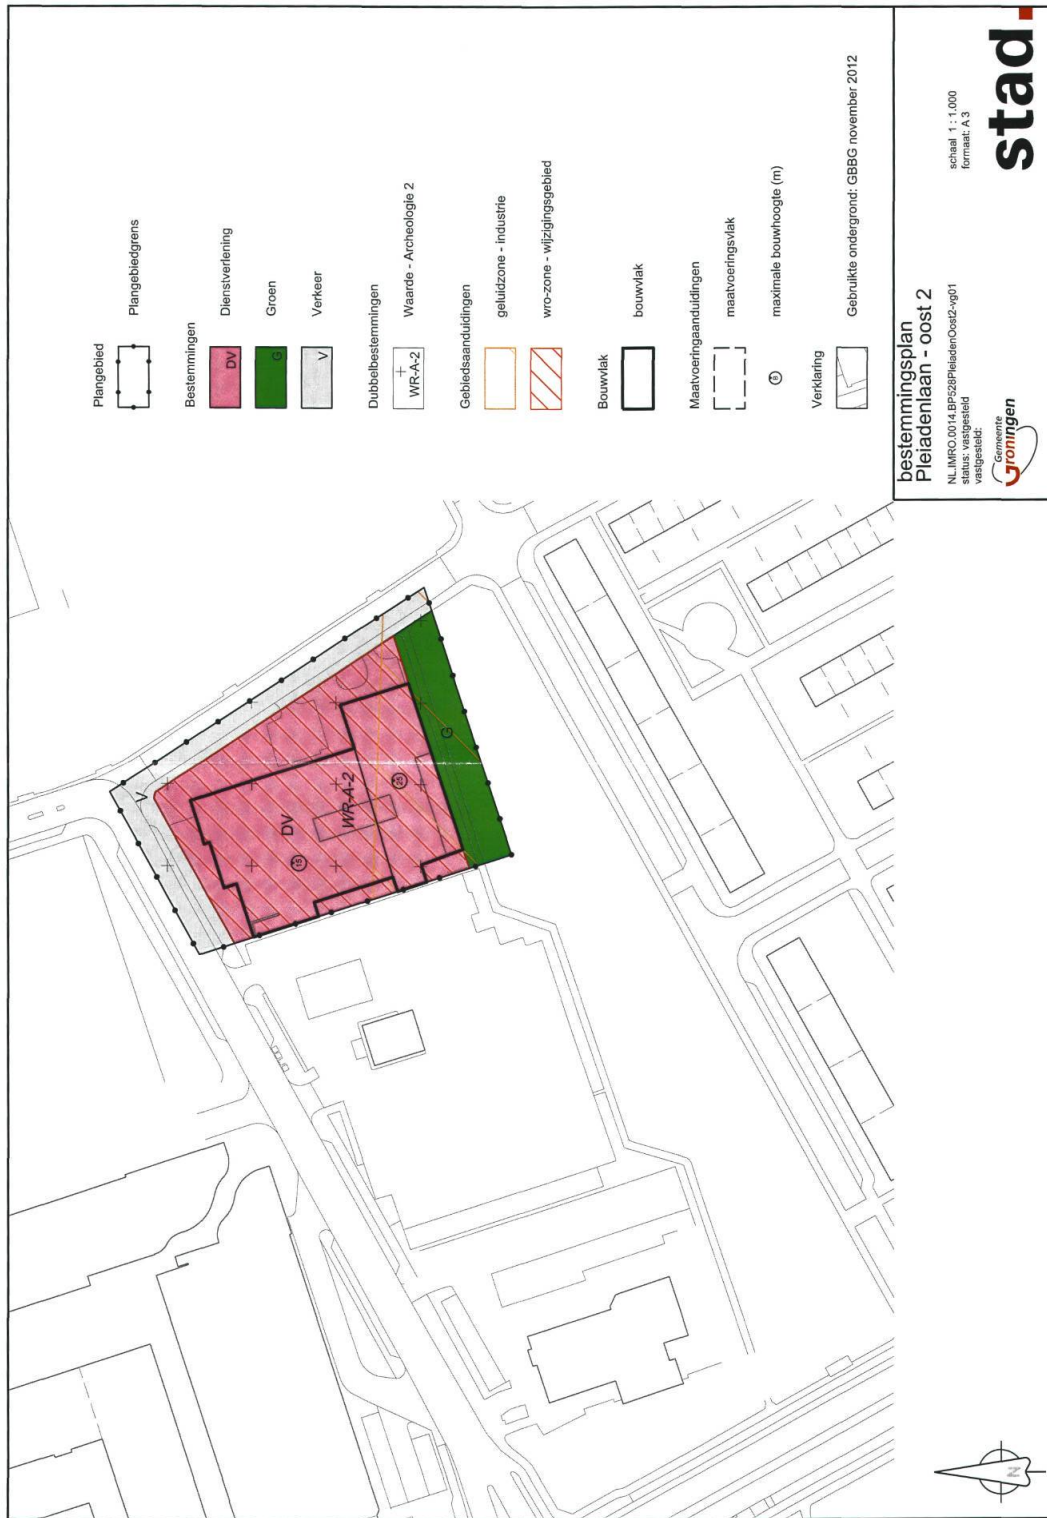 Plangebied
Plangebiedgrens
Bestemmingen
DV
Dienstverlening
G
Groen
V
Verkeer
Dubbelbestemmingen
WR-A-2
Waarde - Archeologie 2
Gebiedsaanduidingen
geluidzone - industrie
wro-zone - wijzigingsgebied
Bouwvlak
bouwvlak
Maatvoeringaanduidingen
maatvoeringsvlak
8
maximale bouwhoogte (m)
Verklaring
Gebruikte ondergrond: GBBG november 2012
V
DV
WR-A-2
15
25
G
bestemmingsplan
Pleiadenlaan - oost 2
NL.IMRO.0014.BP528PleiadenOost2-vg01
status: vastgesteld
vastgesteld:
schaal 1 : 1.000
formaat: A 3
Gemeente
Groningen
stad.
N